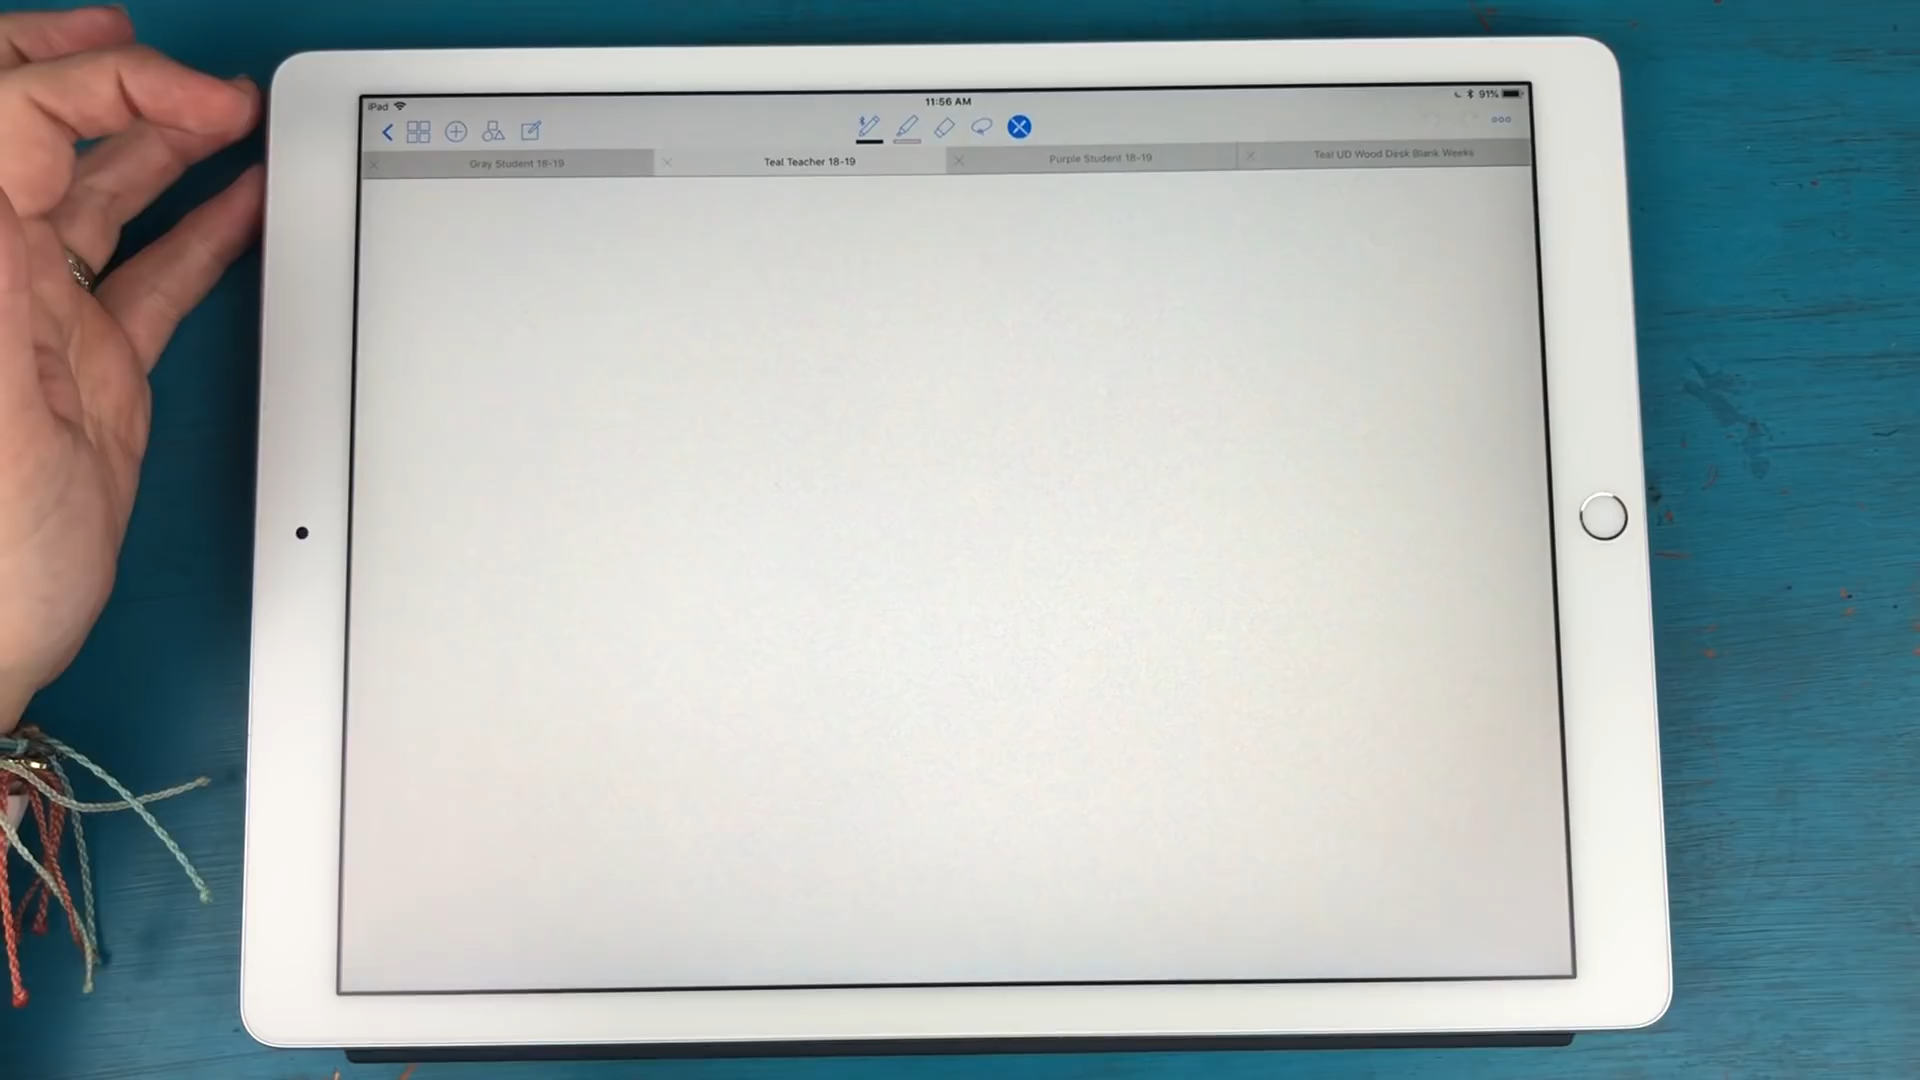 iPad
11:56 AM
91%
Gray Student 18-19
Teal Teacher 18-19
Purple Student 18-19
Teal UD Wood Desk Blank Weeks